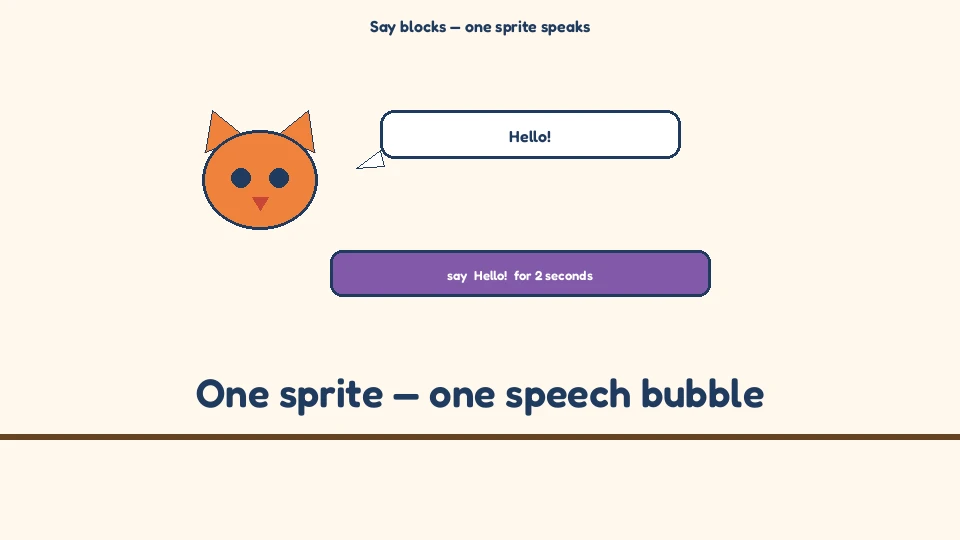 Say blocks — one sprite speaks
Hello!
say Hello! for 2 seconds
One sprite — one speech bubble